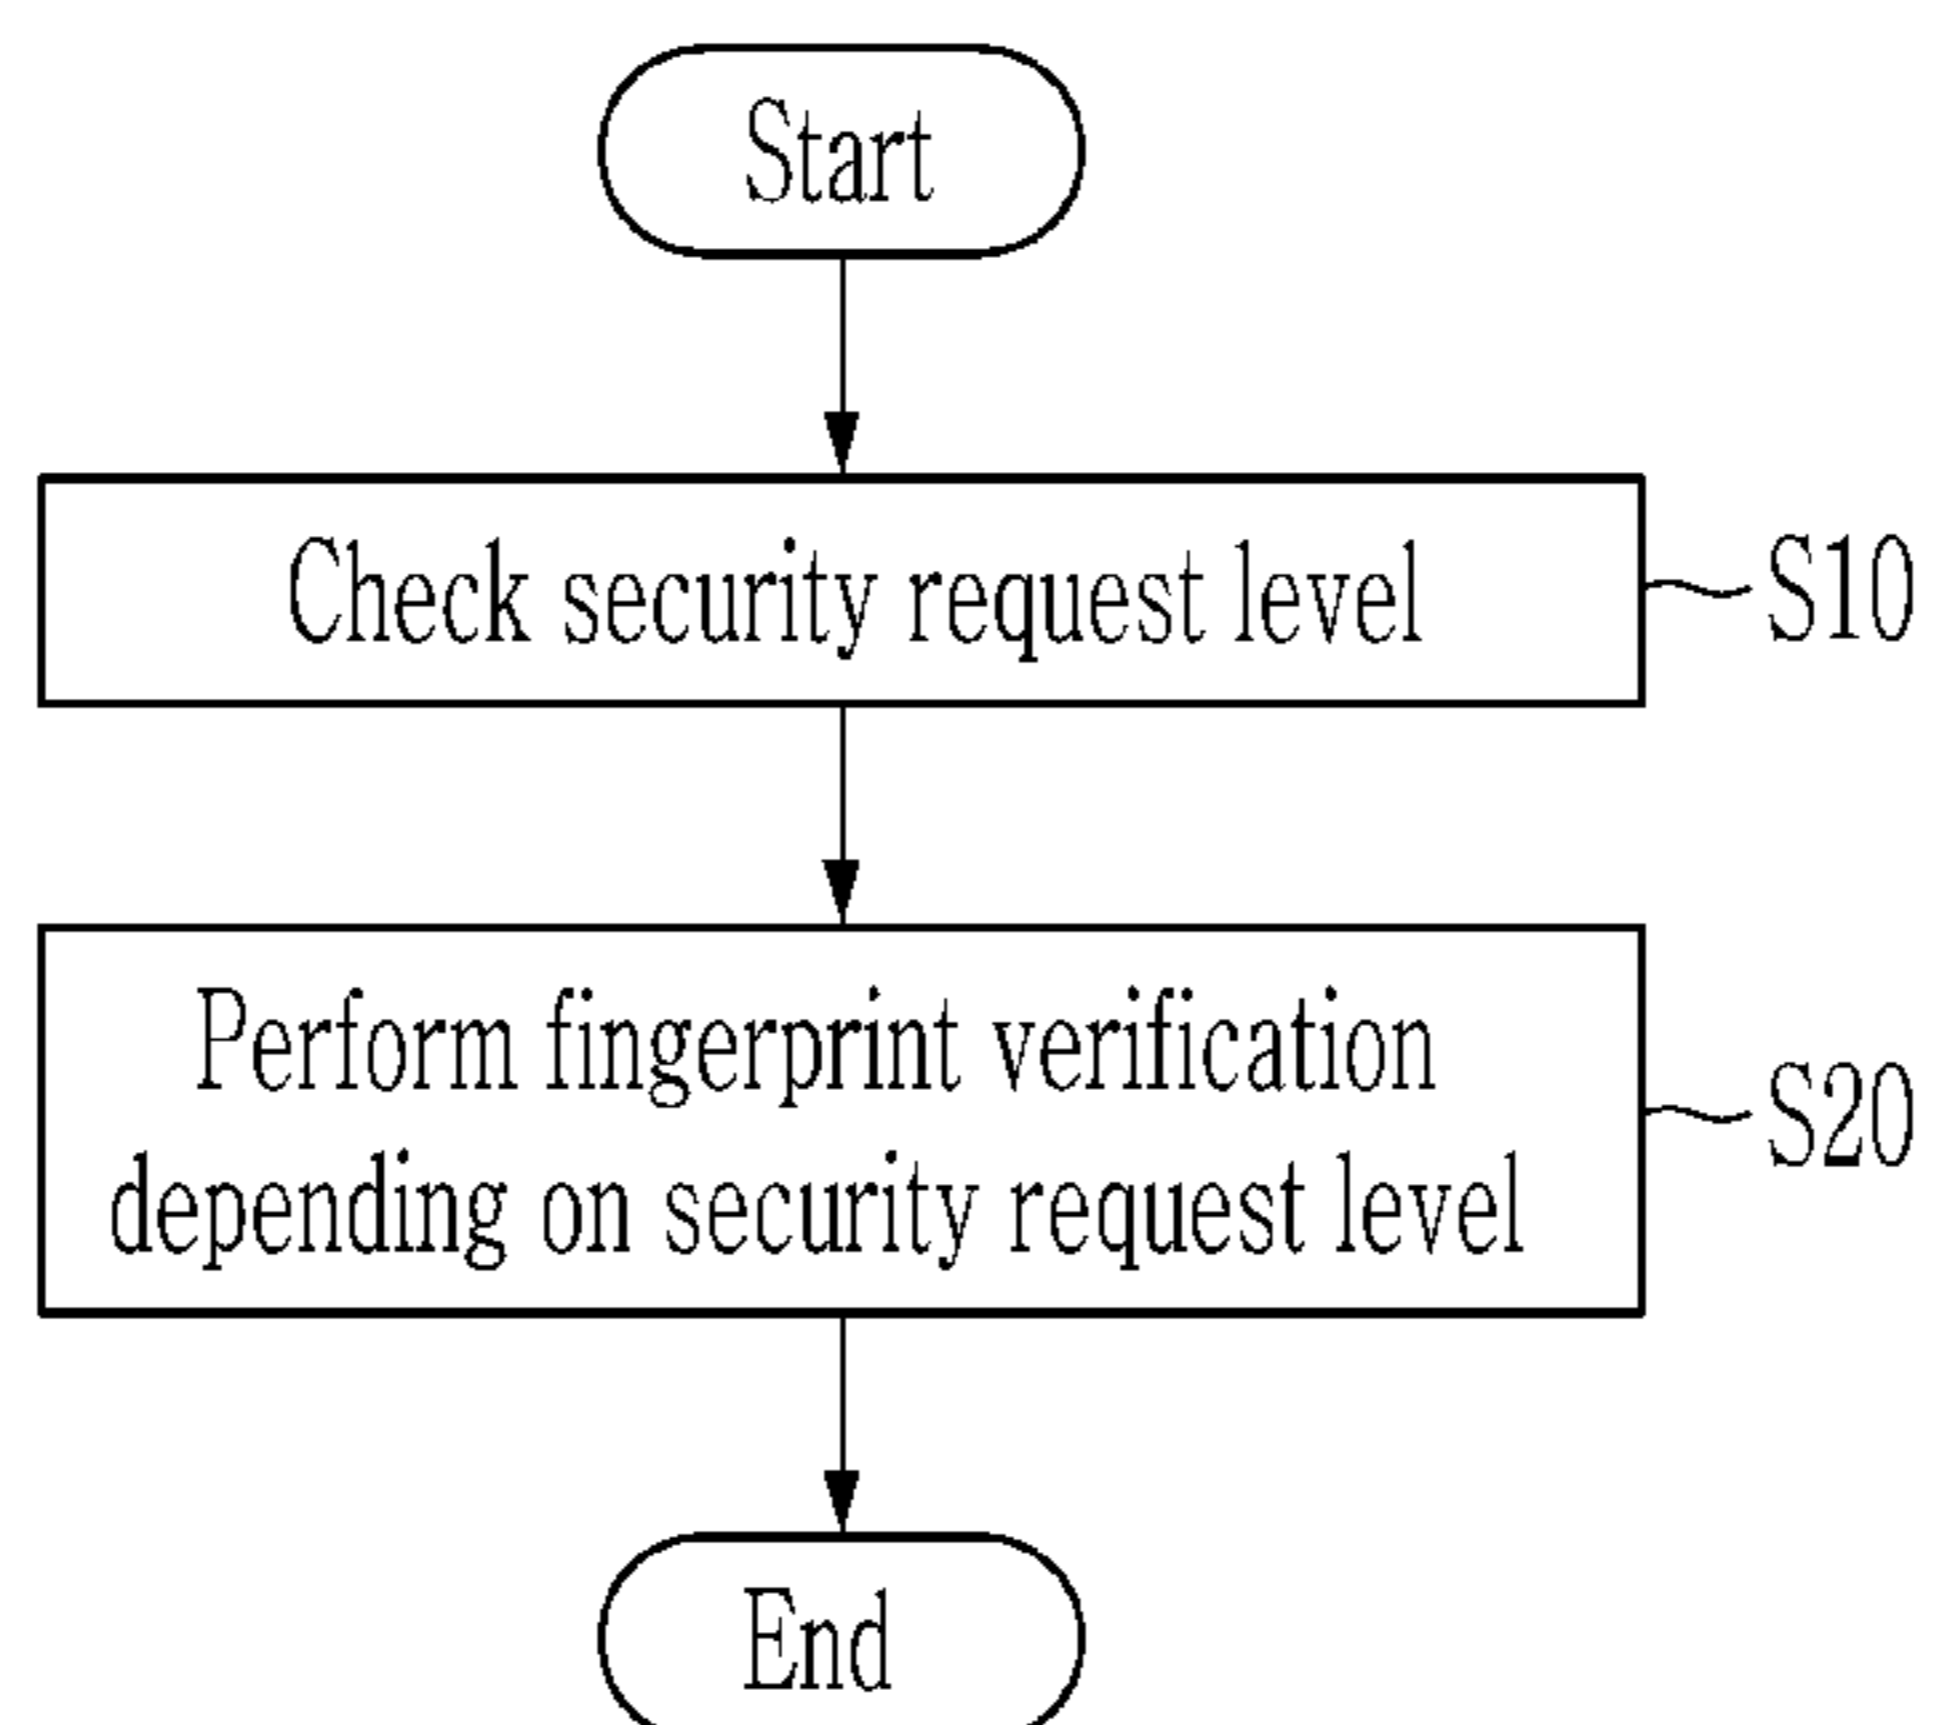 Start
Check security request level
S10
Perform fingerprint verification
depending on security request level
S20
End